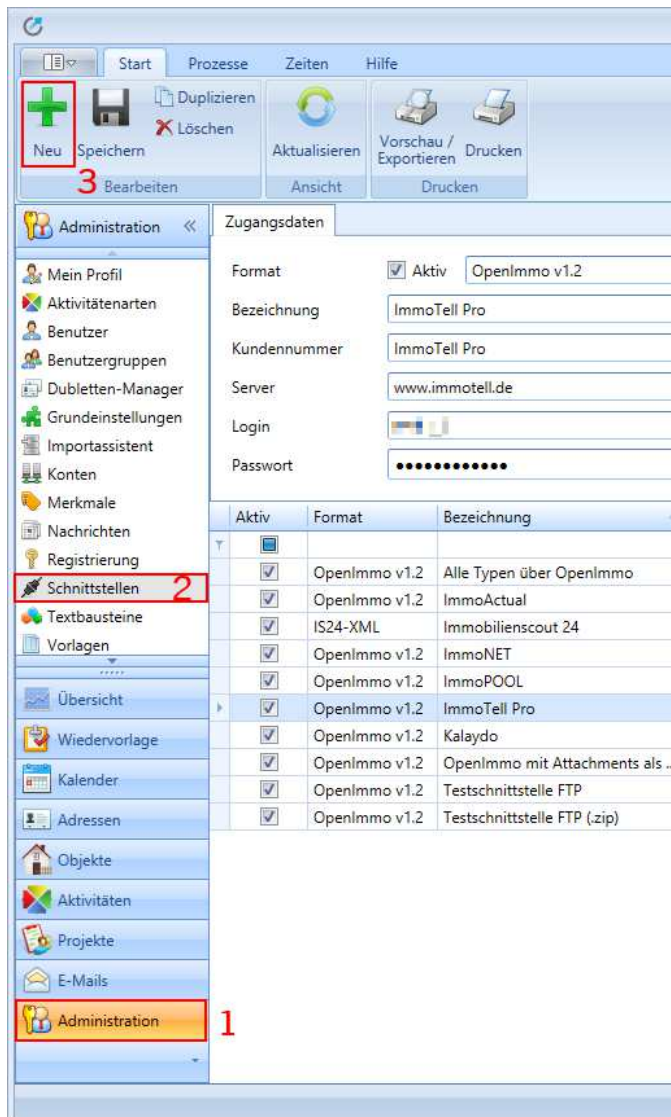 Start Prozesse Zeiten Hilfe
Neu Speichern Duplizieren Löschen Aktualisieren Vorschau / Exportieren Drucken
3 Bearbeiten Ansicht Drucken
Administration
Mein Profil
Aktivitätenarten
Benutzer
Benutzergruppen
Dubletten-Manager
Grundeinstellungen
Importassistent
Konten
Merkmale
Nachrichten
Registrierung
Schnittstellen 2
Textbausteine
Vorlagen
Übersicht
Wiedervorlage
Kalender
Adressen
Objekte
Aktivitäten
Projekte
E-Mails
Administration 1
Zugangsdaten
Format Aktiv OpenImmo v1.2
Bezeichnung ImmoTell Pro
Kundennummer ImmoTell Pro
Server www.immotell.de
Login
Passwort ●●●●●●●●●●●●
Aktiv Format Bezeichnung
OpenImmo v1.2 Alle Typen über OpenImmo
OpenImmo v1.2 ImmoActual
IS24-XML Immobilienscout 24
OpenImmo v1.2 ImmoNET
OpenImmo v1.2 ImmoPOOL
OpenImmo v1.2 ImmoTell Pro
OpenImmo v1.2 Kalaydo
OpenImmo v1.2 OpenImmo mit Attachments als ..
OpenImmo v1.2 Testschnittstelle FTP
OpenImmo v1.2 Testschnittstelle FTP (.zip)